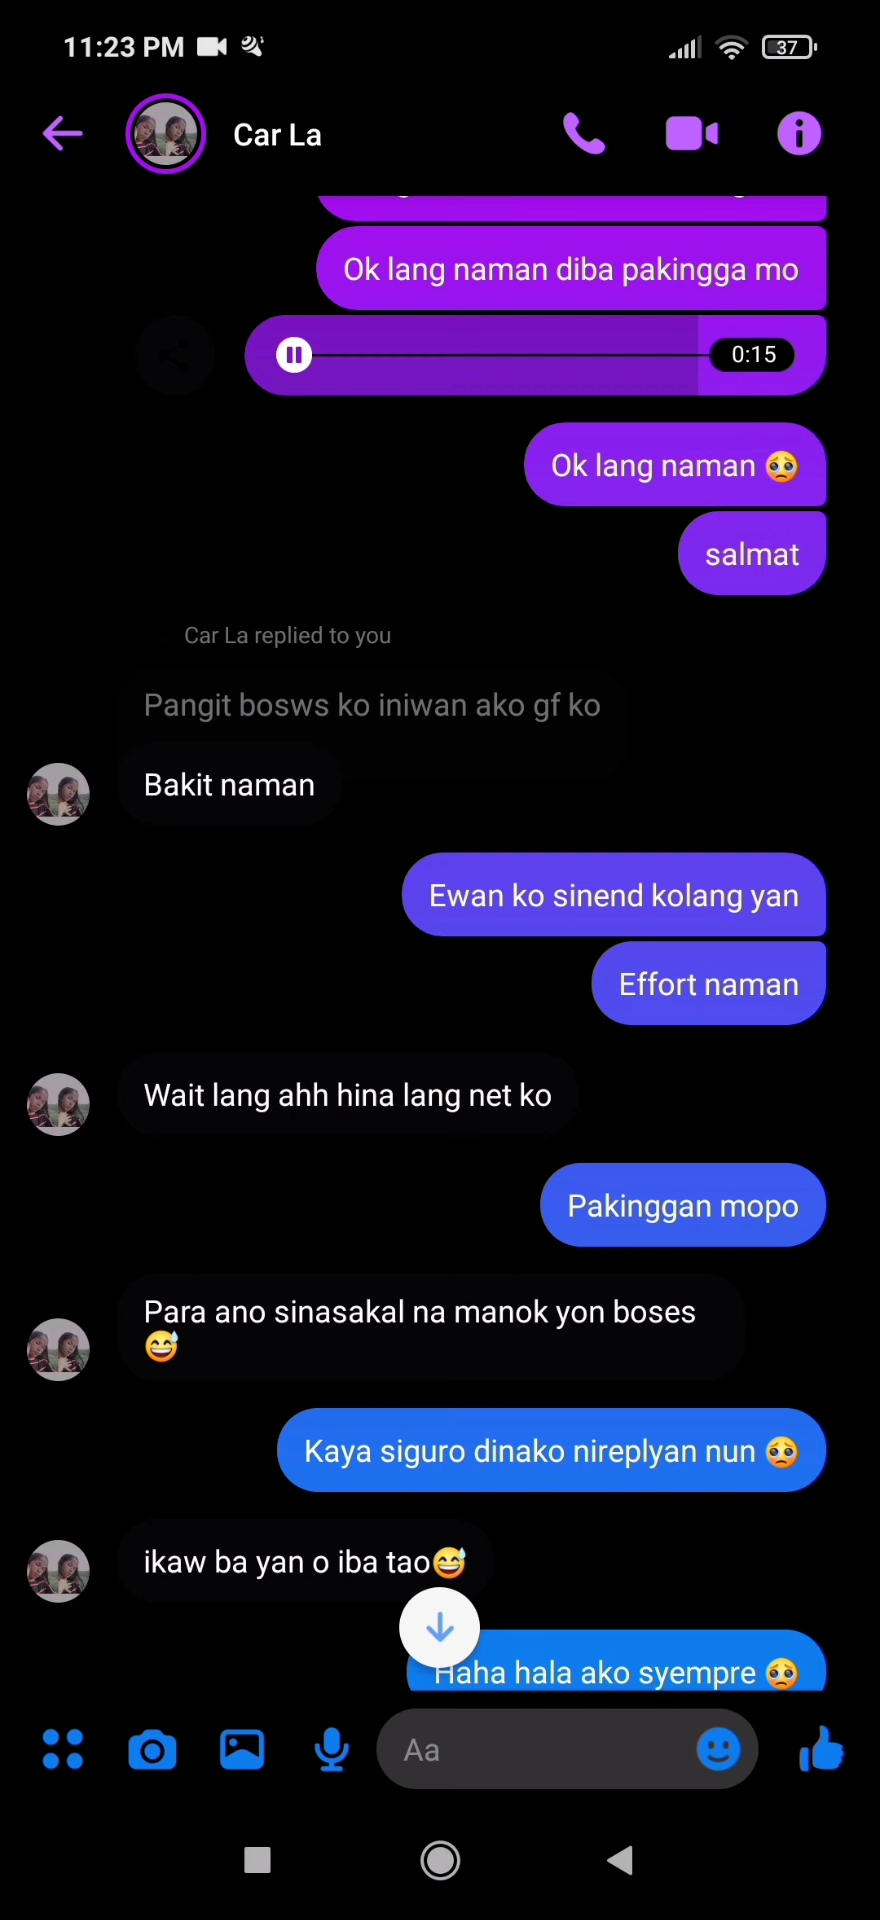 11:23 PM
37
Car La
Ok lang naman diba pakingga mo
0:15
Ok lang naman 🥺
salmat
Car La replied to you
Pangit bosws ko iniwan ako gf ko
Bakit naman
Ewan ko sinend kolang yan
Effort naman
Wait lang ahh hina lang net ko
Pakinggan mopo
Para ano sinasakal na manok yon boses
😅
Kaya siguro dinako nireplyan nun 🥺
ikaw ba yan o iba tao😅
Haha hala ako syempre 🥺
Aa